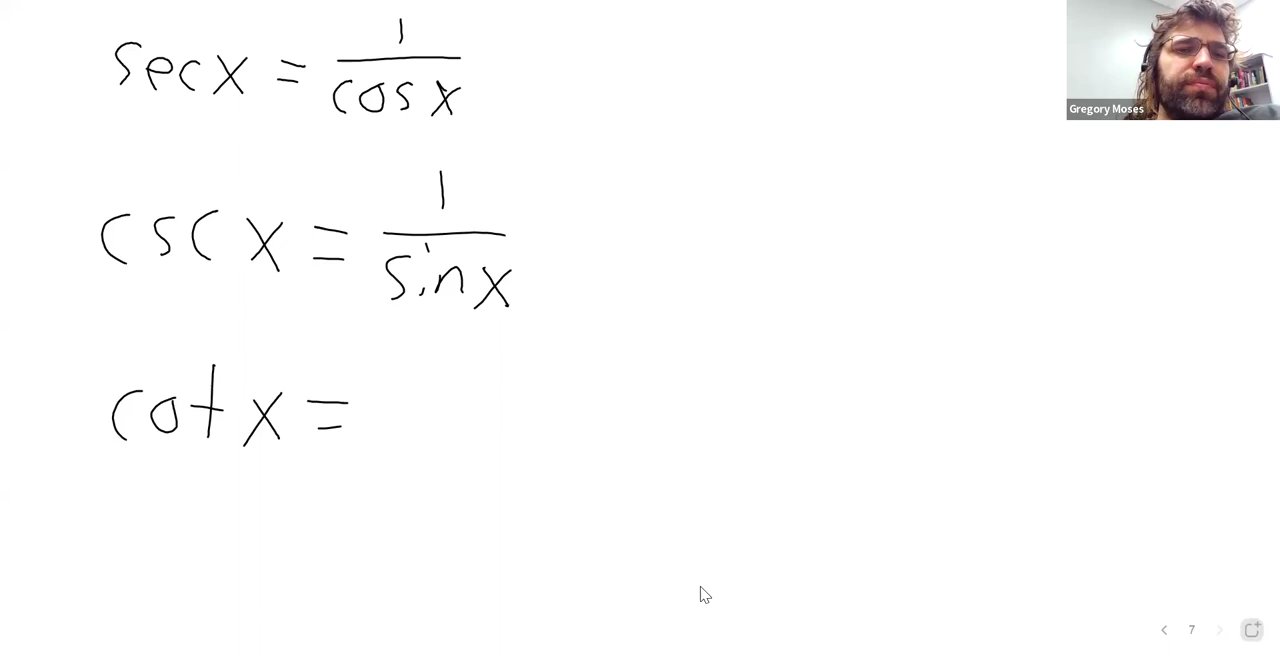 sec x = 1/cos x
Gregory Moses
csc x = 1/sin x
cot x =
7